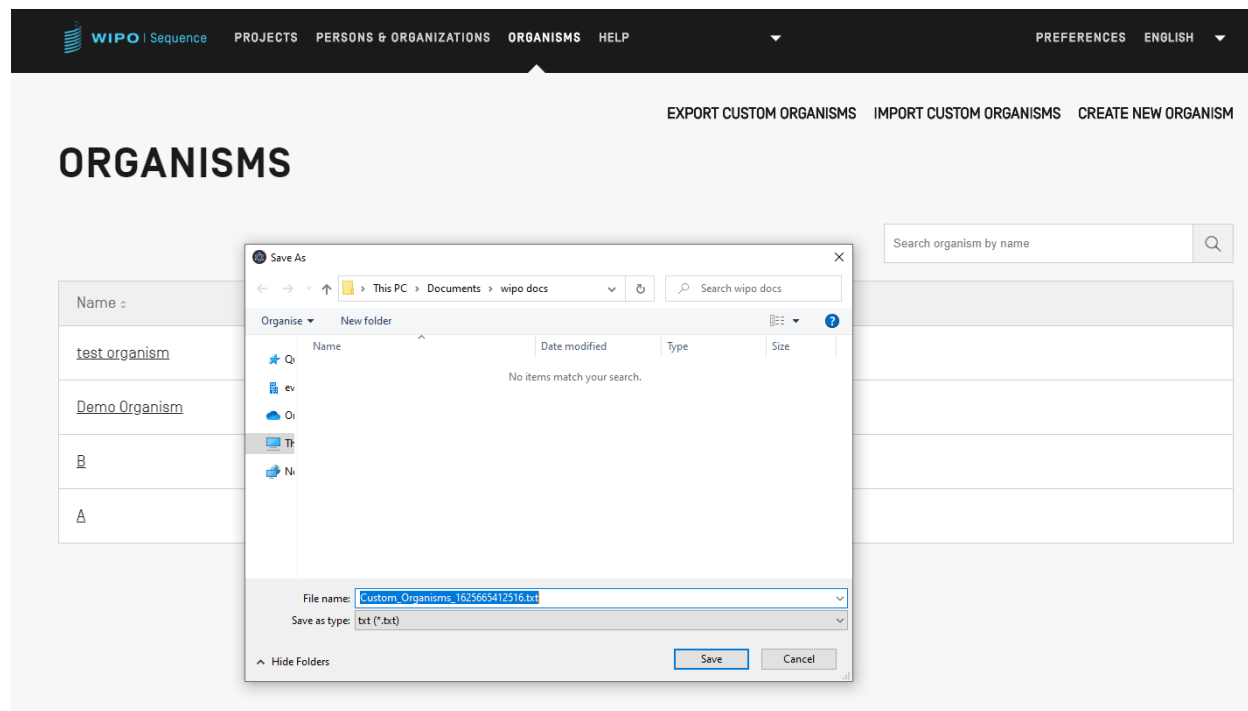 WIPO | Sequence PROJECTS PERSONS & ORGANIZATIONS ORGANISMS HELP PREFERENCES ENGLISH
EXPORT CUSTOM ORGANISMS IMPORT CUSTOM ORGANISMS CREATE NEW ORGANISM
ORGANISMS
Search organism by name
Name
test organism
Demo Organism
B
A
Save As
This PC › Documents › wipo docs
Search wipo docs
Organise New folder
Name Date modified Type Size
No items match your search.
File name: Custom_Organisms_1625665412516.txt
Save as type: txt (*.txt)
Hide Folders Save Cancel